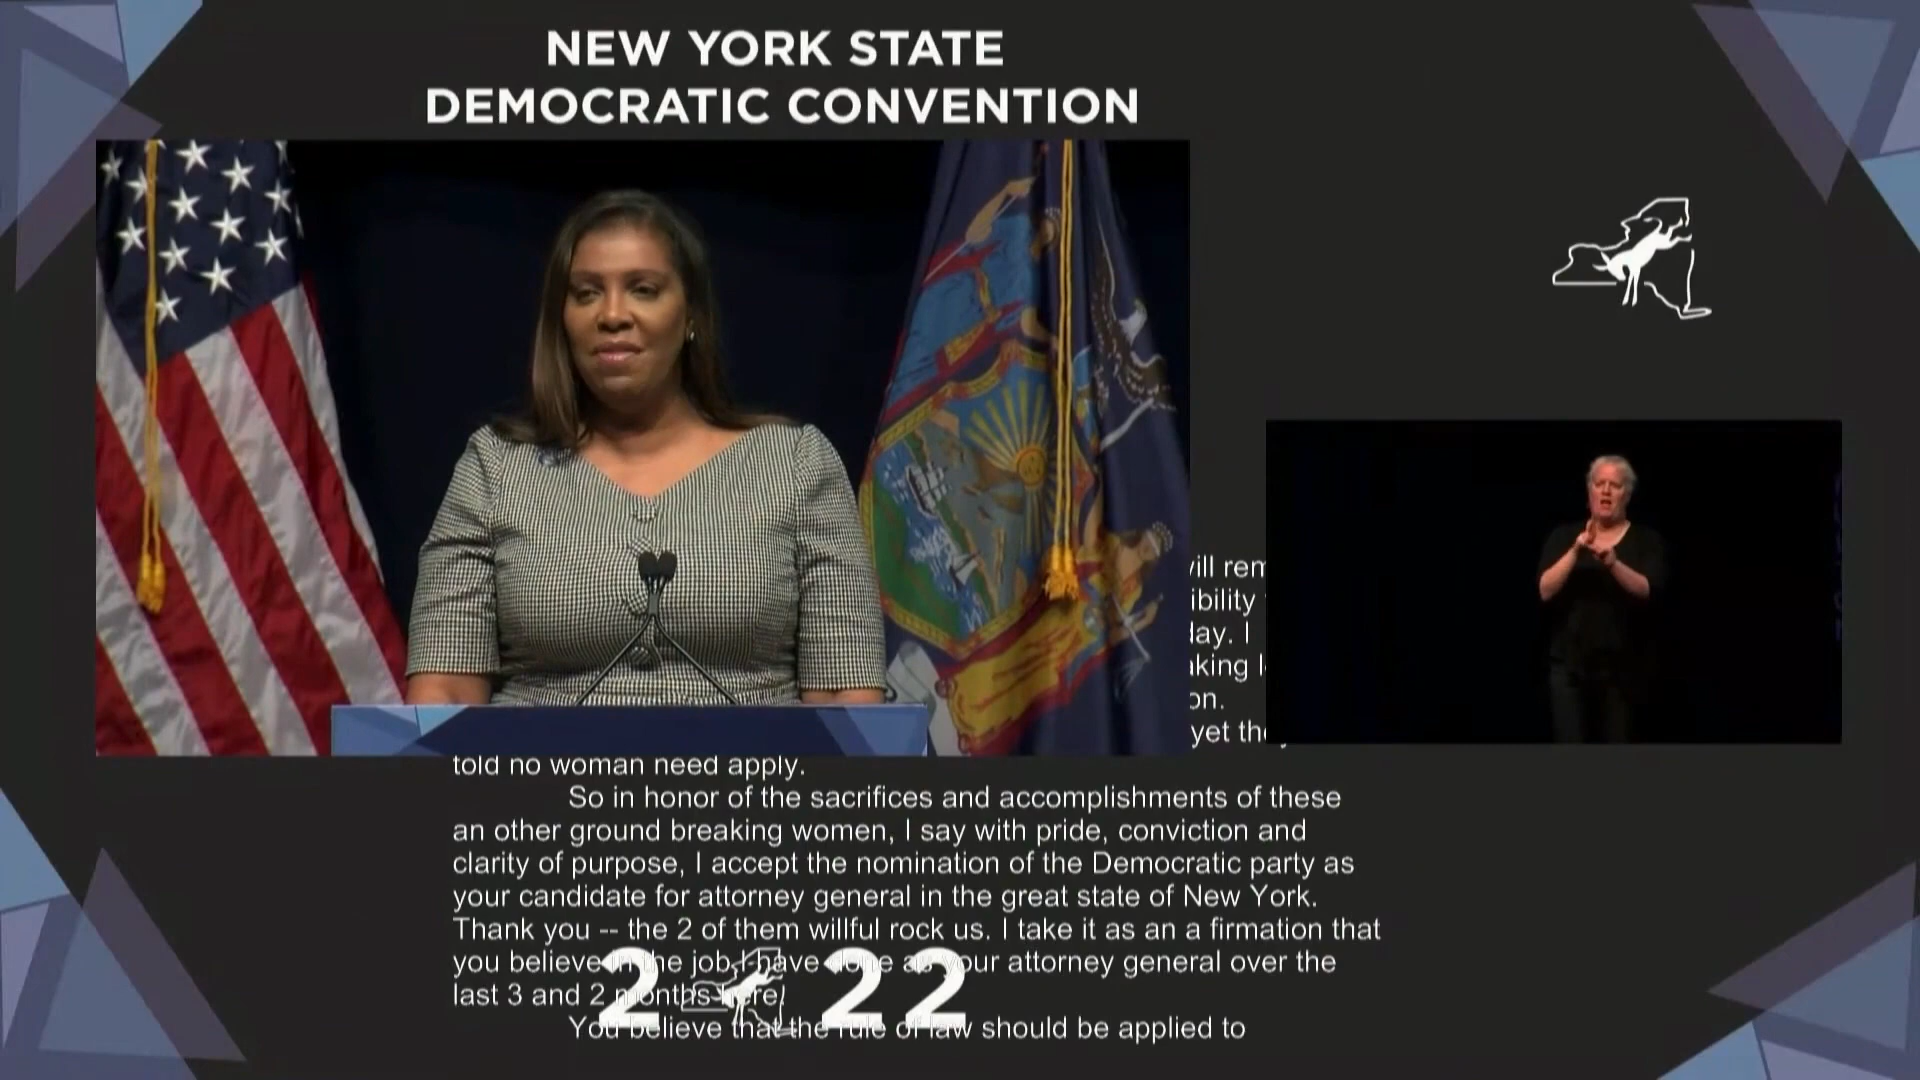 NEW YORK STATE
DEMOCRATIC CONVENTION
day. I
on.
yet
told no woman need apply.
So in honor of the sacrifices and accomplishments of these
an other ground breaking women, I say with pride, conviction and
clarity of purpose, I accept the nomination of the Democratic party as
your candidate for attorney general in the great state of New York.
Thank you -- the 2 of them willful rock us. I take it as an a firmation that
you believe in the job I have done as your attorney general over the
last 3 and 2 months here!
2 22
You believe that the rule of law should be applied to